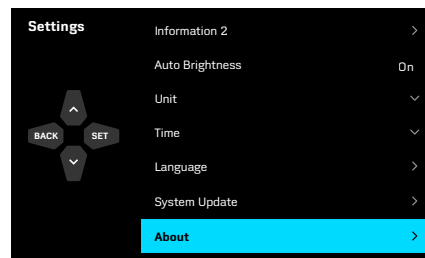 Settings
Information 2
Auto Brightness On
Unit
Time
Language
System Update
About
BACK SET